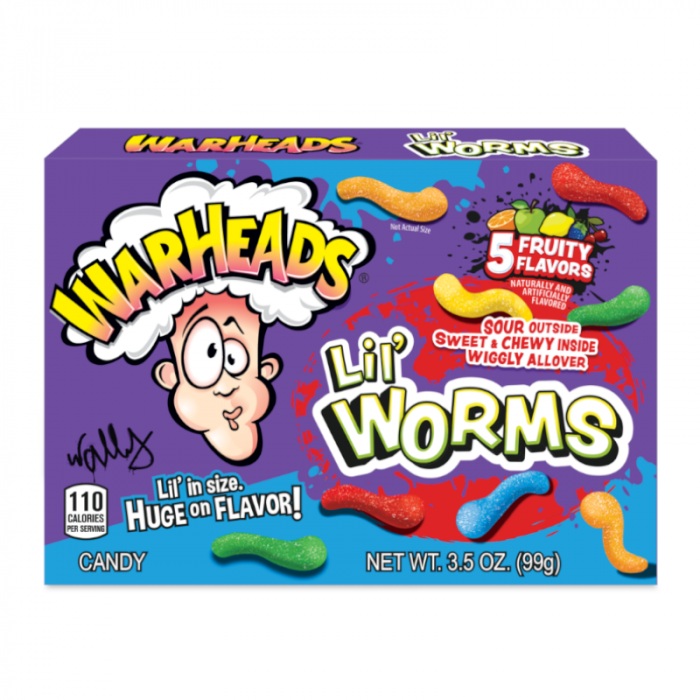 WARHEADS LIL' WORMS
WARHEADS®
Not Actual Size
5 FRUITY
FLAVORS
NATURALLY AND
ARTIFICIALLY
FLAVORED
SOUR OUTSIDE
SWEET & CHEWY INSIDE
WIGGLY ALLOVER
LiL'
WORMS
Wally
Lil' in size.
HUGE ON FLAVOR!
110
CALORIES
PER SERVING
CANDY
NET WT. 3.5 OZ. (99g)